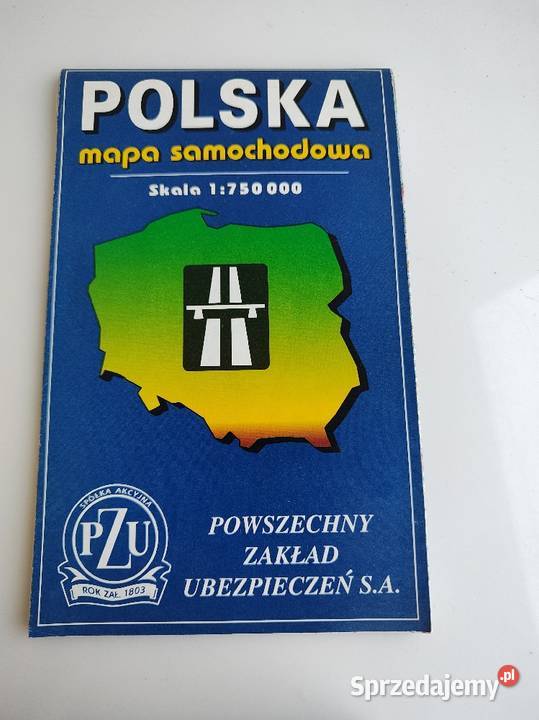 POLSKA
mapa samochodowa
Skala 1:750 000
SPÓŁKA AKCYJNA
PZU
ROK ZAŁ. 1803
POWSZECHNY
ZAKŁAD
UBEZPIECZEŃ S.A.
Sprzedajemy.pl